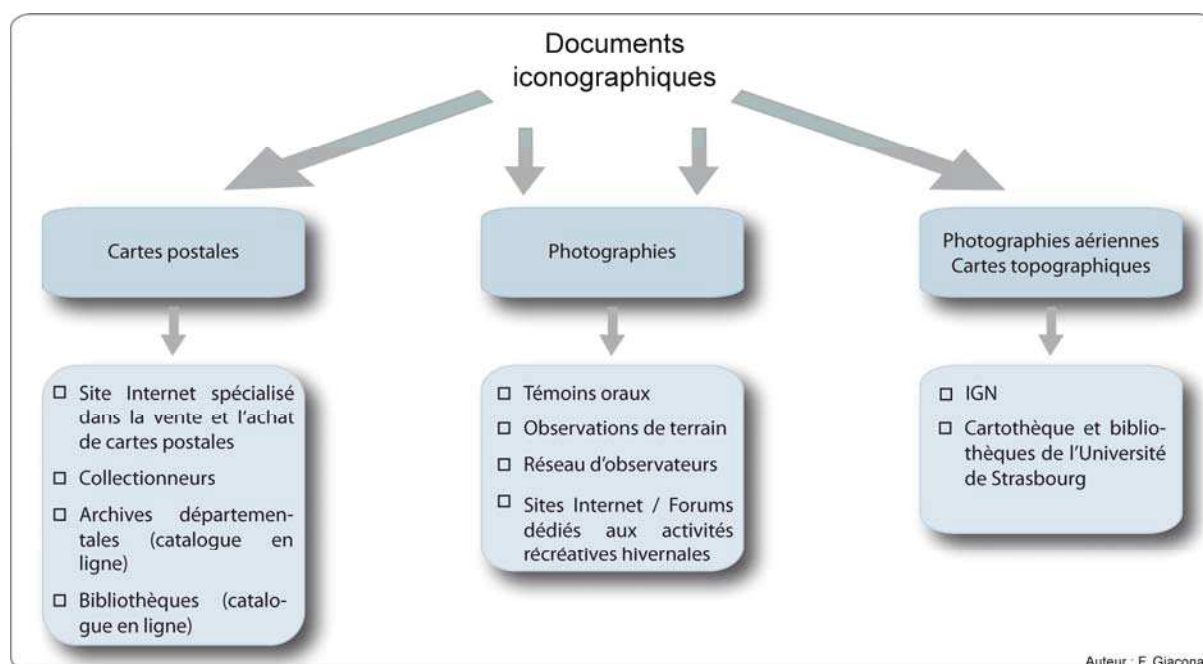 Documents
iconographiques
Cartes postales
Photographies
Photographies aériennes
Cartes topographiques
□ Site Internet spécialisé
dans la vente et l'achat
de cartes postales
□ Collectionneurs
□ Archives départemen-
tales (catalogue en
ligne)
□ Bibliothèques (catalo-
gue en ligne)
□ Témoins oraux
□ Observations de terrain
□ Réseau d'observateurs
□ Sites Internet / Forums
dédiés aux activités
récréatives hivernales
□ IGN
□ Cartothèque et biblio-
thèques de l'Université
de Strasbourg
Auteur : F. Giacona